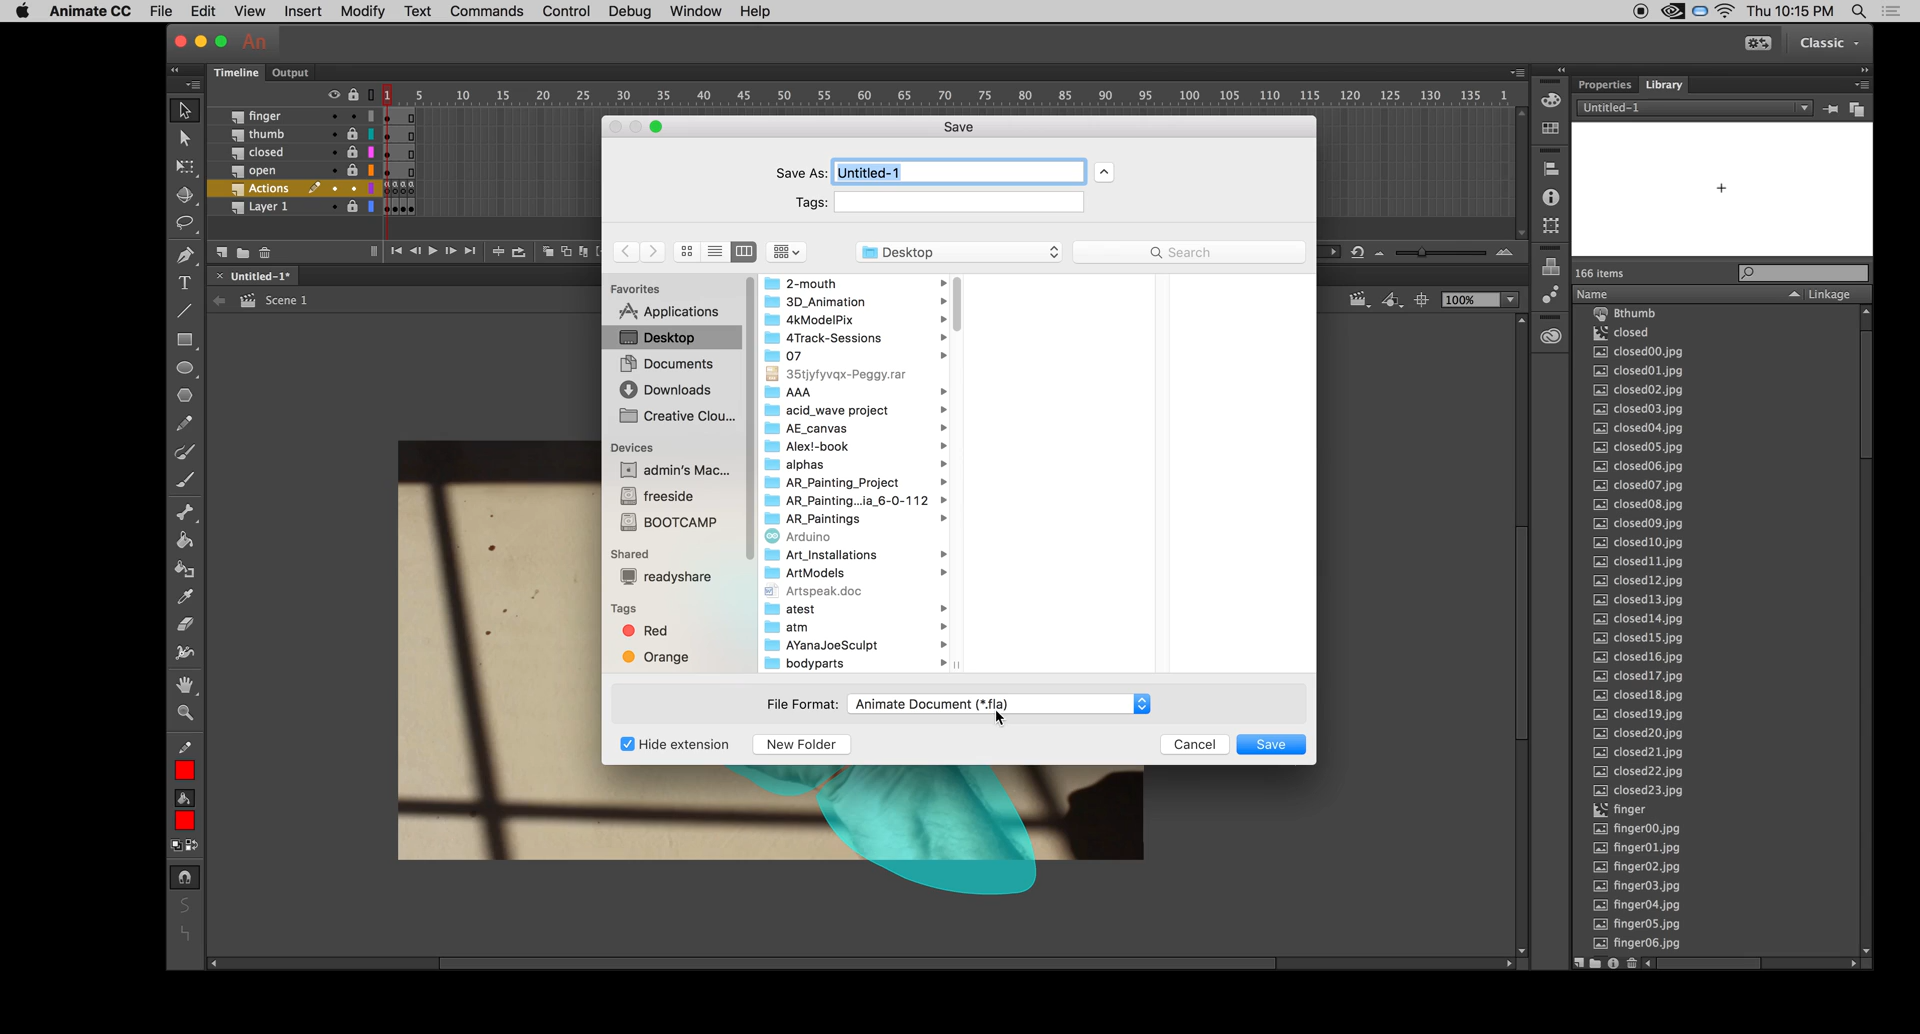 Animate CC File Edit View Insert Modify Text Commands Control Debug Window Help Thu 10:15 PM
An Classic
Timeline Output
1 5 10 15 20 25 30 35 40 45 50 55 60 65 70 75 80 85 90 95 100 105 110 115 120 125 130 135 1
finger
thumb
closed
open
Actions
Layer 1
Untitled-1*
Scene 1
100%
Save
Save As: Untitled-1
Tags:
Desktop
Search
Favorites
Applications
Desktop
Documents
Downloads
Creative Clou...
Devices
admin's Mac...
freeside
BOOTCAMP
Shared
readyshare
Tags
Red
Orange
2-mouth
3D_Animation
4kModelPix
4Track-Sessions
07
35tjyfyvqx-Peggy.rar
AAA
acid_wave project
AE_canvas
Alex!-book
alphas
AR_Painting_Project
AR_Painting...ia_6-0-112
AR_Paintings
Arduino
Art_Installations
ArtModels
Artspeak.doc
atest
atm
AYanaJoeSculpt
bodyparts
File Format: Animate Document (*.fla)
Hide extension New Folder Cancel Save
Properties Library
Untitled-1
166 items
Name Linkage
Bthumb
closed
closed00.jpg
closed01.jpg
closed02.jpg
closed03.jpg
closed04.jpg
closed05.jpg
closed06.jpg
closed07.jpg
closed08.jpg
closed09.jpg
closed10.jpg
closed11.jpg
closed12.jpg
closed13.jpg
closed14.jpg
closed15.jpg
closed16.jpg
closed17.jpg
closed18.jpg
closed19.jpg
closed20.jpg
closed21.jpg
closed22.jpg
closed23.jpg
finger
finger00.jpg
finger01.jpg
finger02.jpg
finger03.jpg
finger04.jpg
finger05.jpg
finger06.jpg